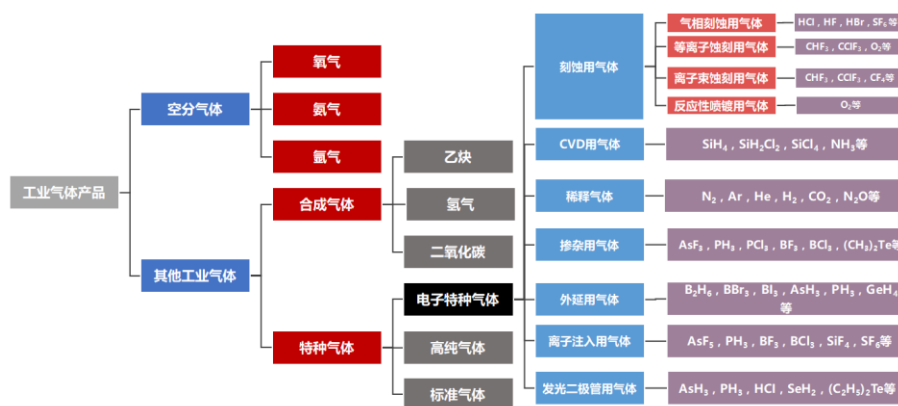 工业气体产品
空分气体
氧气
氨气
氩气
其他工业气体
合成气体
乙炔
氢气
二氧化碳
特种气体
电子特种气体
高纯气体
标准气体
刻蚀用气体
气相刻蚀用气体
HCl，HF，HBr，SF₆等
等离子蚀刻用气体
CHF₃，CClF₃，O₂等
离子束蚀刻用气体
CHF₃，CClF₃，CF₄等
反应性喷镀用气体
O₂等
CVD用气体
SiH₄，SiH₂Cl₂，SiCl₄，NH₃等
稀释气体
N₂，Ar，He，H₂，CO₂，N₂O等
掺杂用气体
AsF₃，PH₃，PCl₃，BF₃，BCl₃，(CH₃)₂Te等
外延用气体
B₂H₆，BBr₃，BI₃，AsH₃，PH₃，GeH₄
等
离子注入用气体
AsF₅，PH₃，BF₃，BCl₃，SiF₄，SF₆等
发光二极管用气体
AsH₃，PH₃，HCl，SeH₂，(C₂H₅)₂Te等